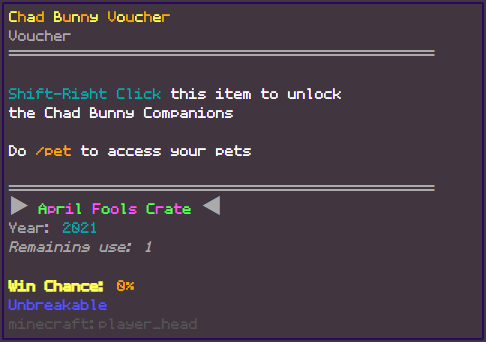 Chad Bunny Voucher
Voucher
Shift-Right Click this item to unlock
the Chad Bunny Companions
Do /pet to access your pets
▶ April Fools Crate ◀
Year: 2021
Remaining use: 1
Win Chance: 0%
Unbreakable
minecraft:player_head